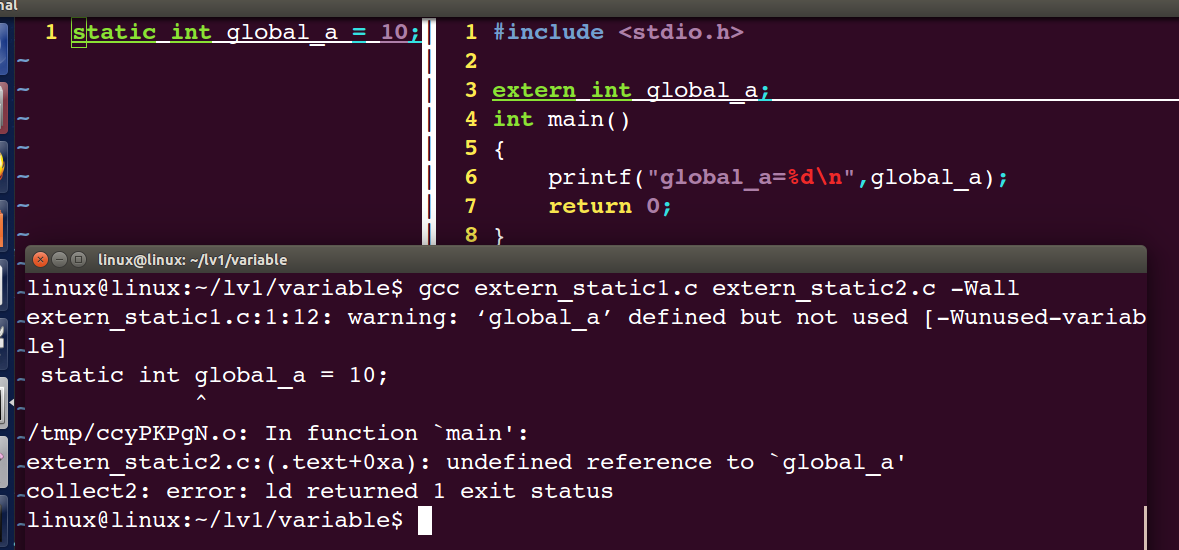 nal
1 static int global_a = 10;
~
~
~
~
~
~
~
1 #include <stdio.h>
2
3 extern int global_a;
4 int main()
5 {
6     printf("global_a=%d\n",global_a);
7     return 0;
8 }
linux@linux: ~/lv1/variable
linux@linux:~/lv1/variable$ gcc extern_static1.c extern_static2.c -Wall
extern_static1.c:1:12: warning: ‘global_a’ defined but not used [-Wunused-variab
le]
 static int global_a = 10;
            ^
/tmp/ccyPKPgN.o: In function `main':
extern_static2.c:(.text+0xa): undefined reference to `global_a'
collect2: error: ld returned 1 exit status
linux@linux:~/lv1/variable$